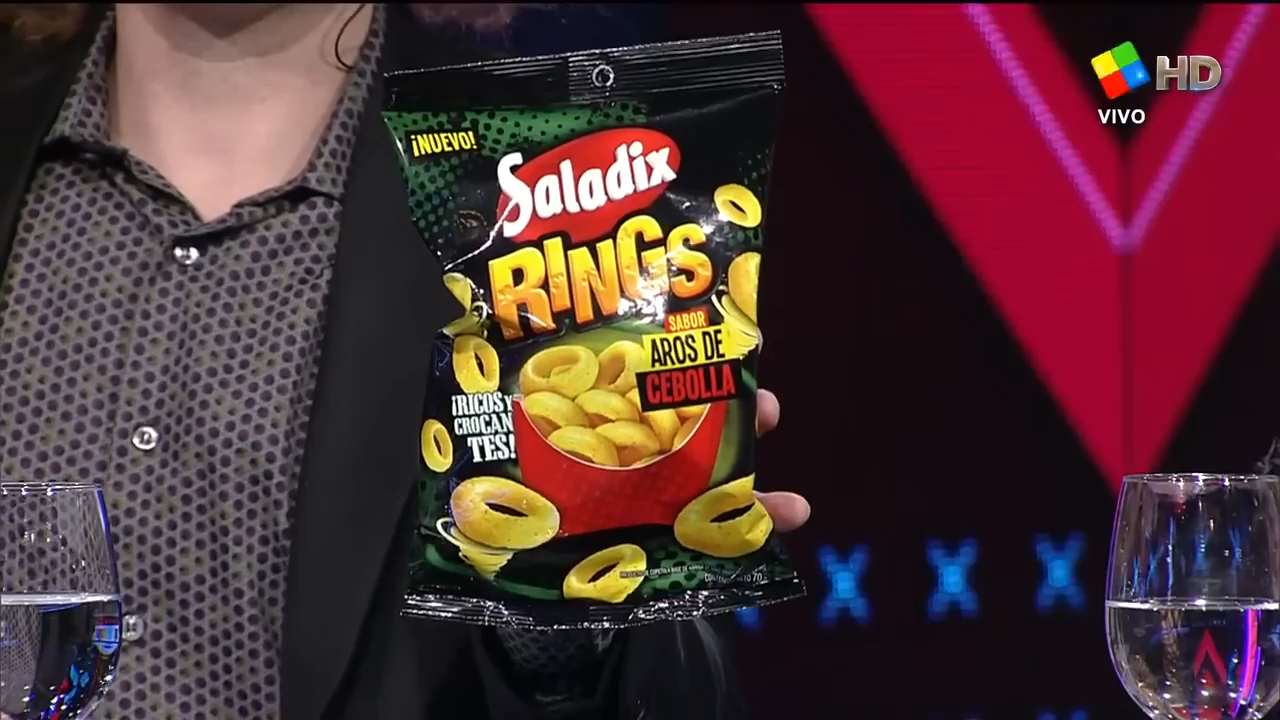 HD
VIVO
¡NUEVO!
Saladix
RINGS
SABOR
AROS DE
CEBOLLA
¡RICOS Y
CROCAN
TES!